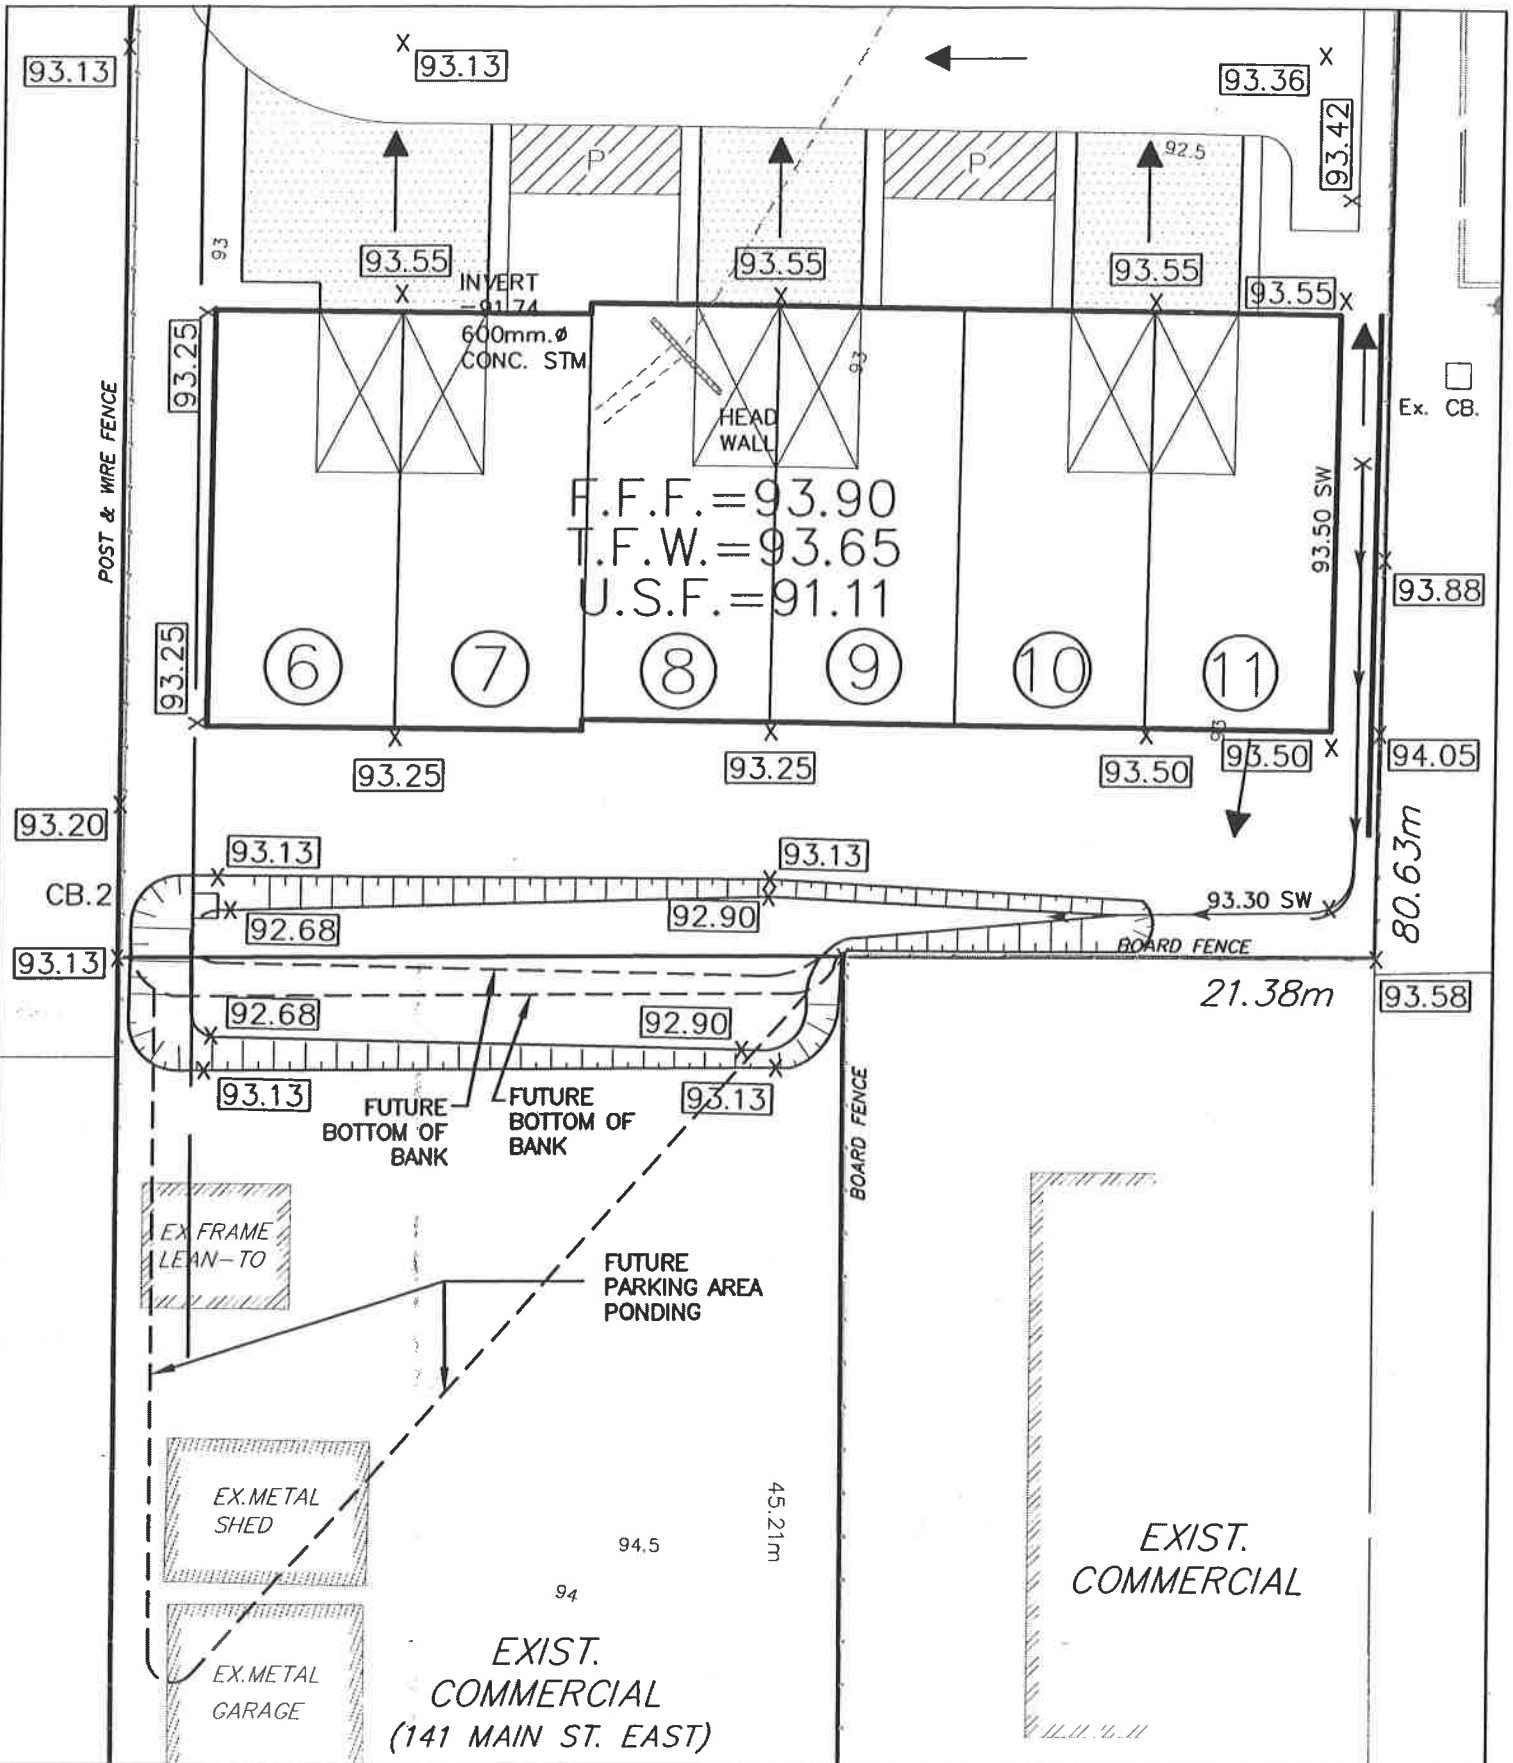 93.13
93.13
93.36
93.42
P
P
92.5
93
93.55
93.55
93.55
93.55
INVERT
=91.74
600mm.ø
CONC. STM
93.25
93
HEAD
WALL
Ex. CB.
POST & WIRE FENCE
F.F.F.=93.90
T.F.W.=93.65
U.S.F.=91.11
93.50 SW
93.88
93.25
6
7
8
9
10
11
93
93.25
93.25
93.50
93.50
94.05
93.20
93.13
93.13
80.63m
CB.2
92.68
92.90
93.30 SW
BOARD FENCE
93.13
21.38m
93.58
92.68
92.90
93.13
93.13
FUTURE
BOTTOM OF
BANK
FUTURE
BOTTOM OF
BANK
BOARD FENCE
EX FRAME
LEAN-TO
FUTURE
PARKING AREA
PONDING
EX.METAL
SHED
45.21m
94.5
94
EXIST.
COMMERCIAL
EX.METAL
GARAGE
EXIST.
COMMERCIAL
(141 MAIN ST. EAST)